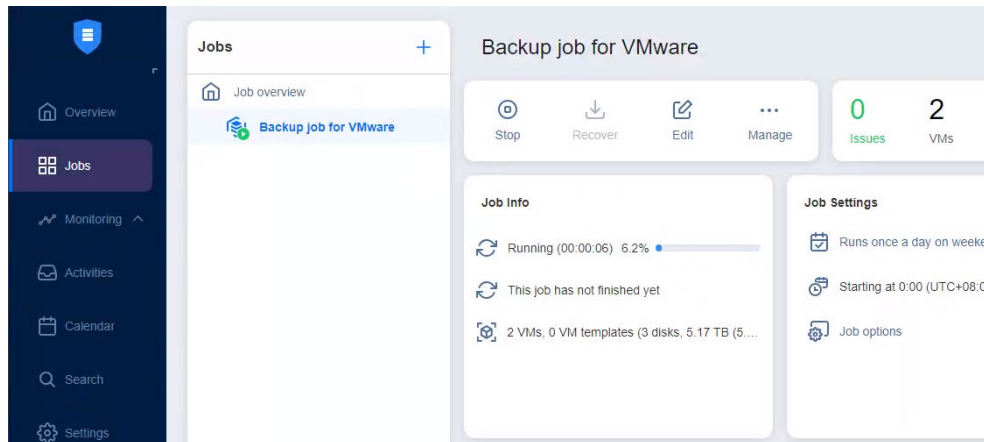 Overview
Jobs
Monitoring
Activities
Calendar
Search
Settings
Jobs
Job overview
Backup job for VMware
Backup job for VMware
Stop
Recover
Edit
Manage
0
Issues
2
VMs
Job Info
Running (00:00:06) 6.2%
This job has not finished yet
2 VMs, 0 VM templates (3 disks, 5.17 TB (5....
Job Settings
Runs once a day on weeke
Starting at 0:00 (UTC+08:0
Job options